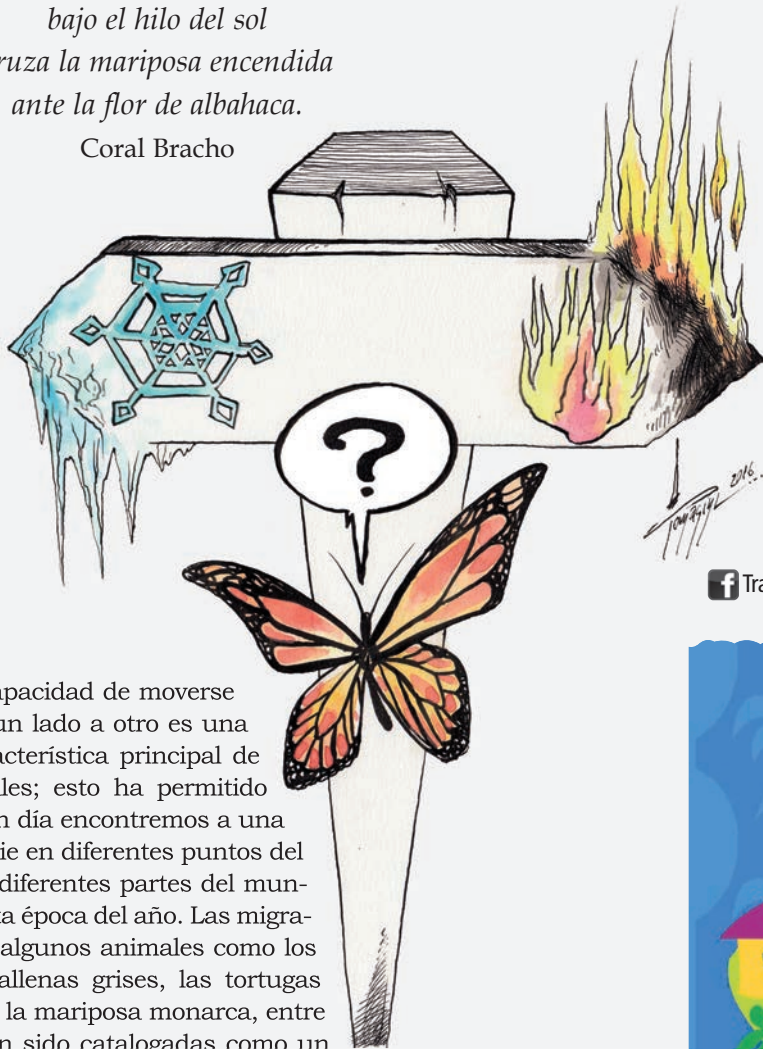 bajo el hilo del sol
ruza la mariposa encendida
ante la flor de albahaca.
Coral Bracho
?
2016
Tra
apacidad de moverse
un lado a otro es una
acterística principal de
les; esto ha permitido
n día encontremos a una
ie en diferentes puntos del
diferentes partes del mun-
ta época del año. Las migra-
algunos animales como los
allenas grises, las tortugas
la mariposa monarca, entre
n sido catalogadas como un